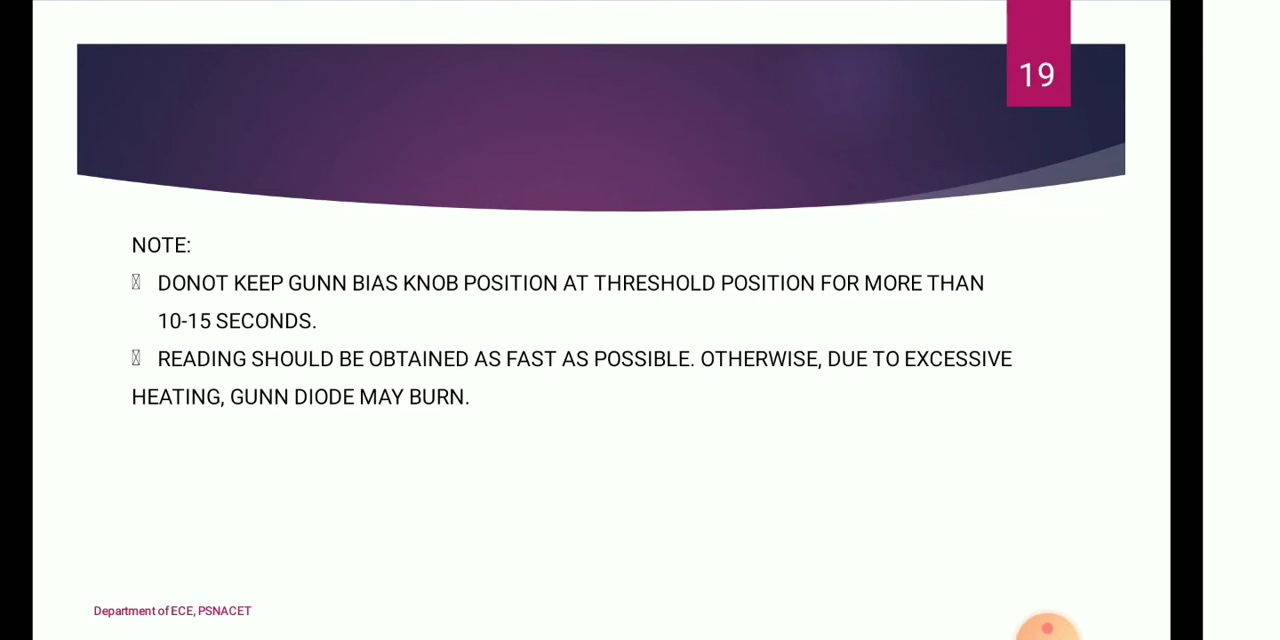 19
NOTE:
DONOT KEEP GUNN BIAS KNOB POSITION AT THRESHOLD POSITION FOR MORE THAN
10-15 SECONDS.
READING SHOULD BE OBTAINED AS FAST AS POSSIBLE. OTHERWISE, DUE TO EXCESSIVE
HEATING, GUNN DIODE MAY BURN.
Department of ECE, PSNACET